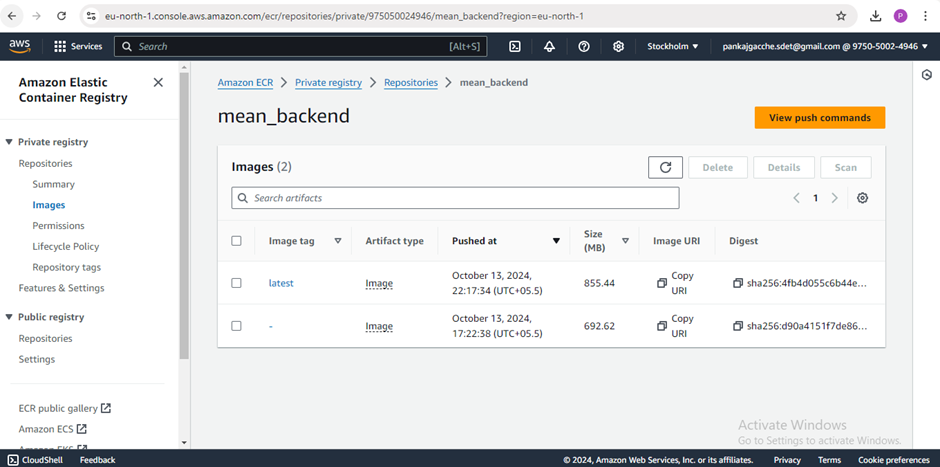 eu-north-1.console.aws.amazon.com/ecr/repositories/private/975050024946/mean_backend?region=eu-north-1
P
aws
Services
Search
[Alt+S]
Stockholm
pankajgacche.sdet@gmail.com @ 9750-5002-4946
Amazon Elastic
Container Registry
Private registry
Repositories
Summary
Images
Permissions
Lifecycle Policy
Repository tags
Features & Settings
Public registry
Repositories
Settings
ECR public gallery
Amazon ECS
Amazon EKS
Amazon ECR > Private registry > Repositories > mean_backend
mean_backend
View push commands
Images (2)
Delete
Details
Scan
Search artifacts
1
Image tag
Artifact type
Pushed at
Size
(MB)
Image URI
Digest
latest
Image
October 13, 2024,
22:17:34 (UTC+05.5)
855.44
Copy
URI
sha256:4fb4d055c6b44e...
-
Image
October 13, 2024,
17:22:38 (UTC+05.5)
692.62
Copy
URI
sha256:d90a4151f7de86...
Activate Windows
Go to Settings to activate Windows.
CloudShell
Feedback
© 2024, Amazon Web Services, Inc. or its affiliates.
Privacy
Terms
Cookie preferences